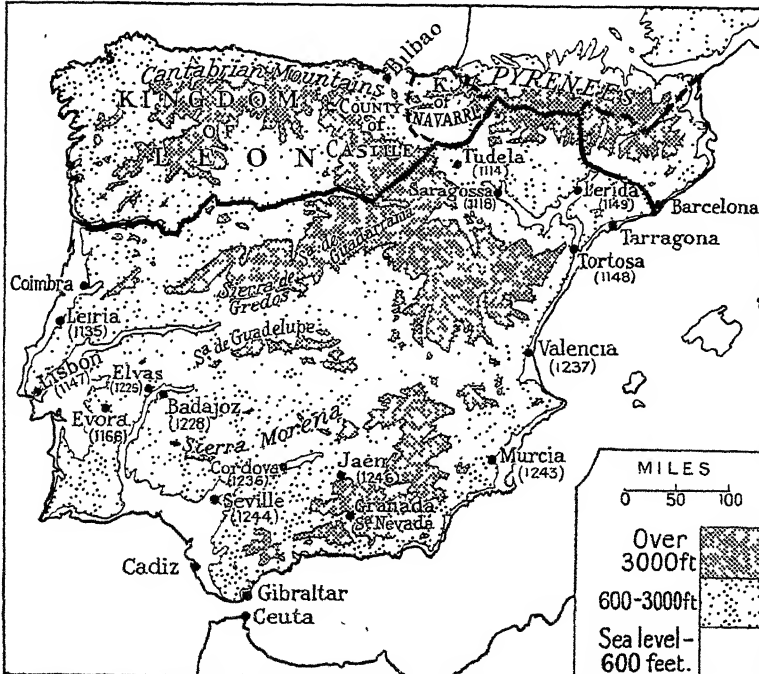 Bilbao
Cantabrian Mountains
PYRENEES
KINGDOM
OF
LEON
COUNTY
of
CASTILE
K.
of
NAVARRE
Tudela
(1114)
Saragossa
(1118)
Lerida
(1149)
Barcelona
Tarragona
Tortosa
(1148)
Sa. de
Guadarrama
Sierra de
Gredos
Coimbra
Leiria
(1135)
Sa. de Guadelupe
Valencia
(1237)
Lisbon
(1147)
Elvas
(1225)
Badajoz
(1228)
Evora
(1166)
Sierra Morena
Cordova
(1236)
Jaén
(1246)
Murcia
(1243)
Seville
(1244)
Granada
Sa. Nevada
Cadiz
Gibraltar
Ceuta
MILES
0 50 100
Over
3000ft
600-3000ft
Sea level-
600 feet.